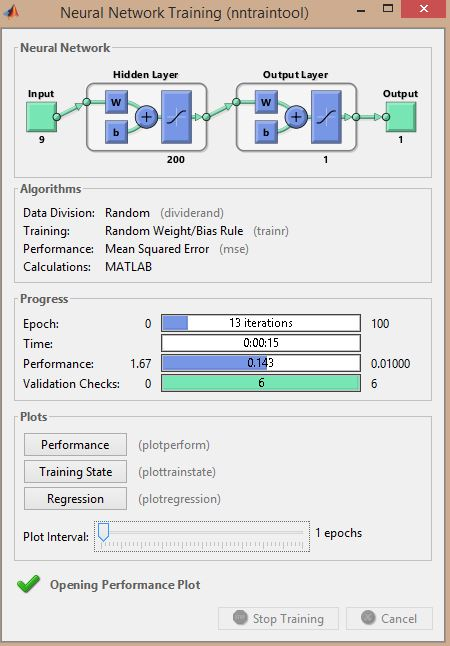 Neural Network Training (nntraintool)
Neural Network
Hidden Layer
Output Layer
Input
Output
W
b
+
W
b
+
9
200
1
1
Algorithms
Data Division: Random (dividerand)
Training: Random Weight/Bias Rule (trainr)
Performance: Mean Squared Error (mse)
Calculations: MATLAB
Progress
Epoch: 0 13 iterations 100
Time: 0:00:15
Performance: 1.67 0.143 0.01000
Validation Checks: 0 6 6
Plots
Performance (plotperform)
Training State (plottrainstate)
Regression (plotregression)
Plot Interval: 1 epochs
Opening Performance Plot
Stop Training Cancel